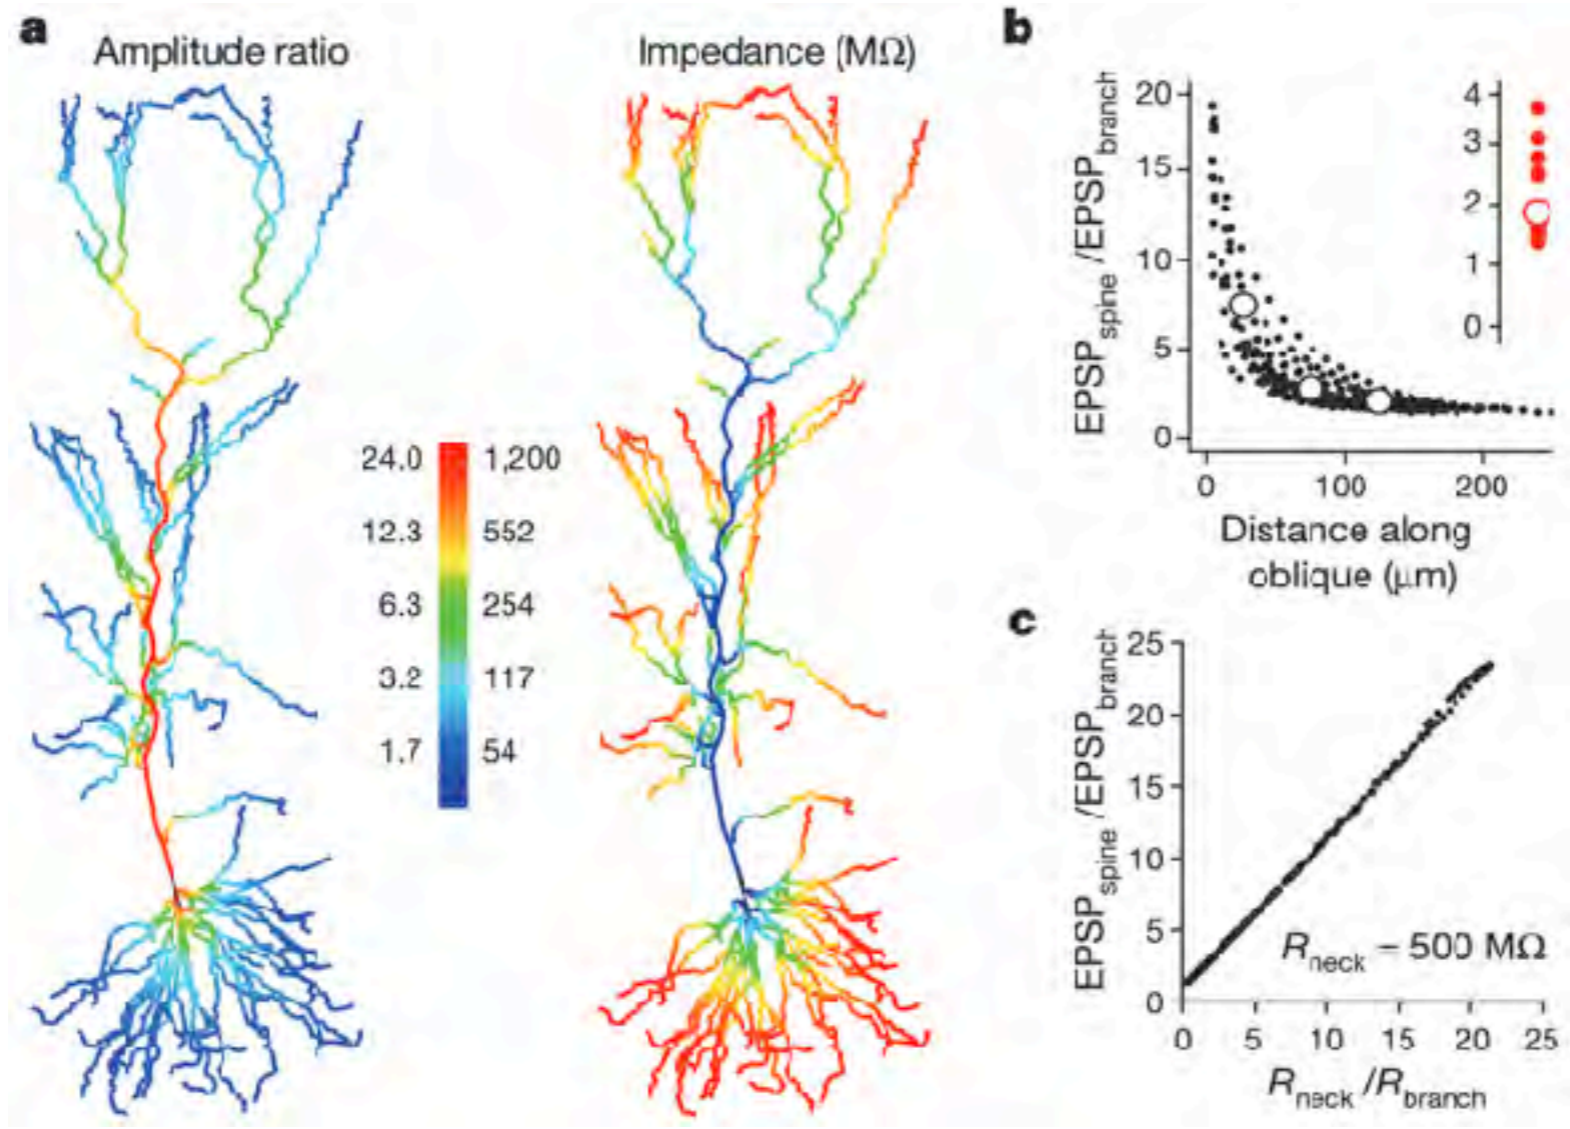 a
Amplitude ratio
Impedance (MΩ)
24.0 1,200
12.3 552
6.3 254
3.2 117
1.7 54
b
EPSPspine /EPSPbranch
20
15
10
5
0
4
3
2
1
0
0 100 200
Distance along
oblique (μm)
c
EPSPspine /EPSPbranch
25
20
15
10
5
0
Rneck = 500 MΩ
0 5 10 15 20 25
Rneck /Rbranch